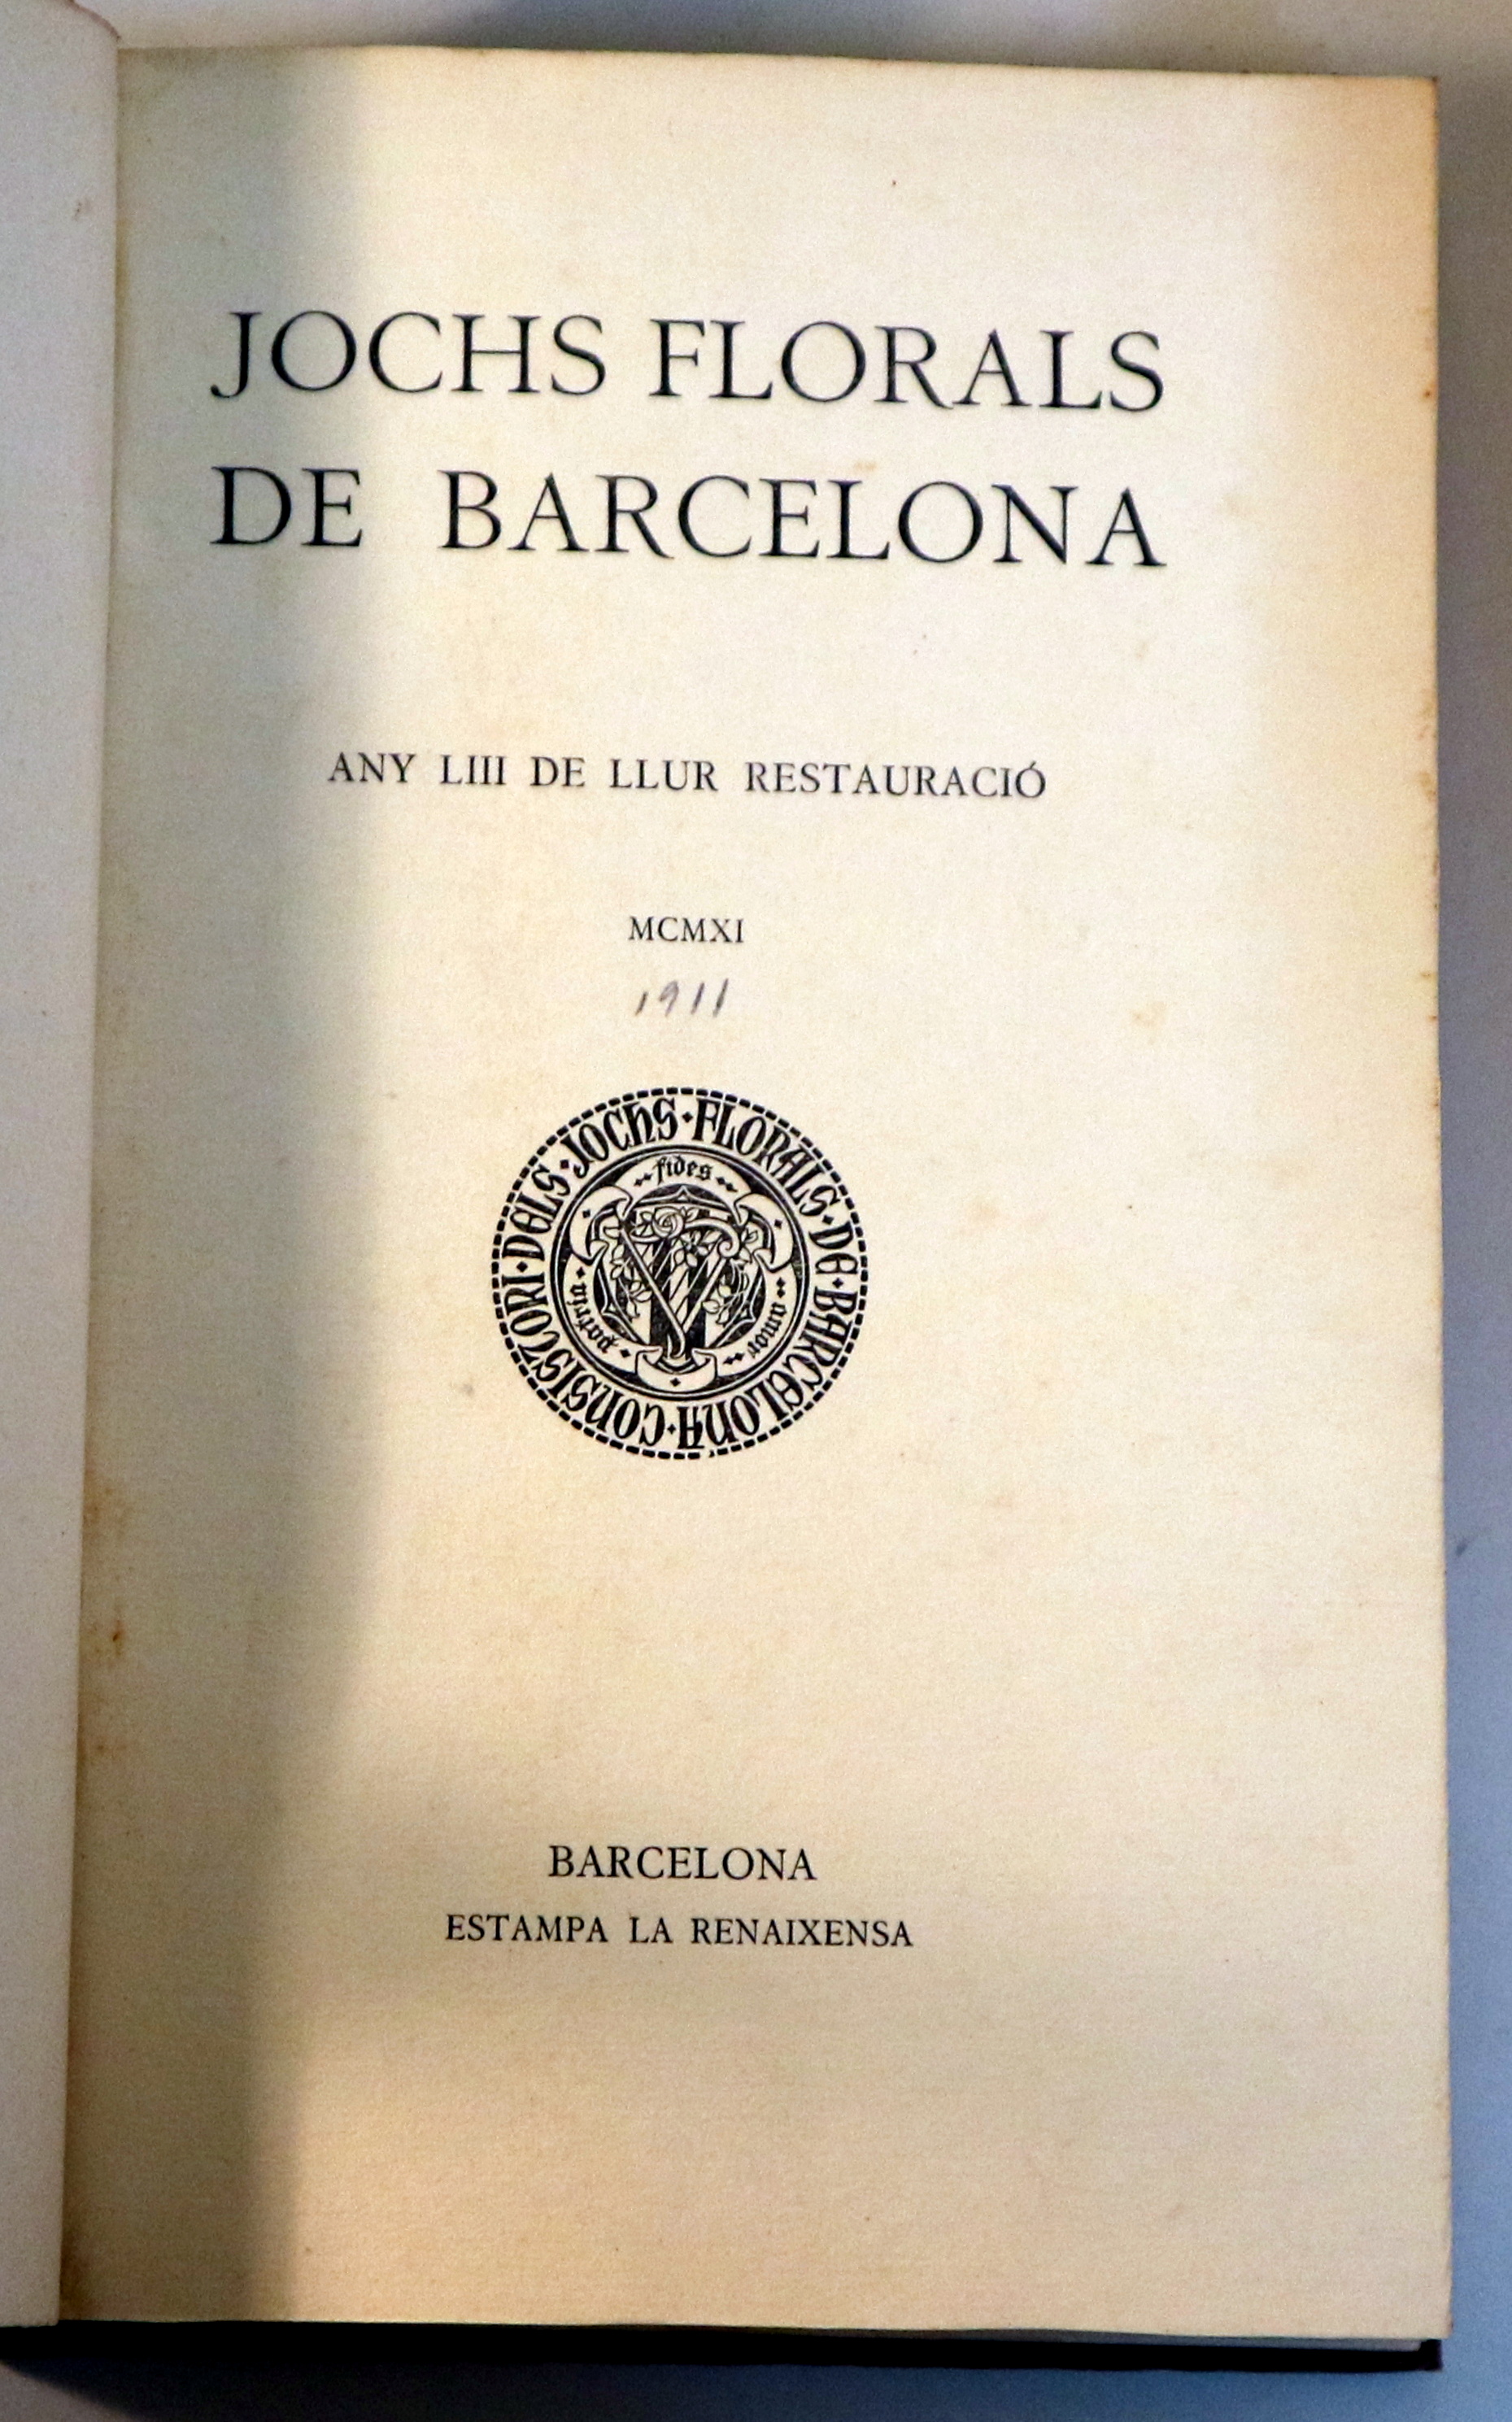 JOCHS FLORALS
DE BARCELONA
ANY LIII DE LLUR RESTAURACIÓ
MCMXI
1911
CONSISTORI · DELS · JOCHS · FLORALS · DE · BARCELONA ·
fides
patria
amor
BARCELONA
ESTAMPA LA RENAIXENSA